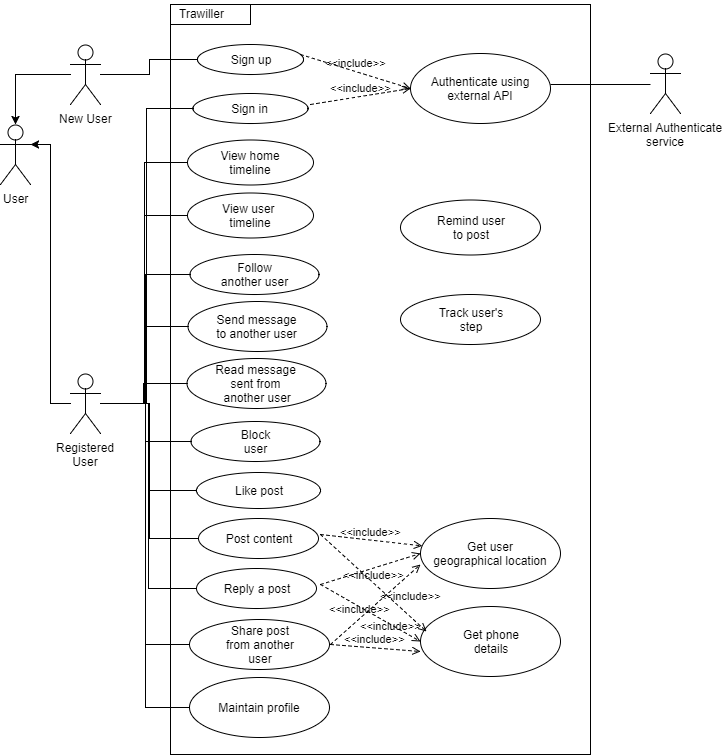 Trawiller
Sign up
<<include>>
Authenticate using
external API
<<include>>
Sign in
New User
External Authenticate
service
User
View home
timeline
View user
timeline
Remind user
to post
Follow
another user
Send message
to another user
Track user's
step
Read message
sent from
another user
Registered
User
Block
user
Like post
Post content
<<include>>
Get user
geographical location
<<include>>
Reply a post
<<include>>
<<include>>
<<include>>
<<include>>
Share post
from another
user
Get phone
details
Maintain profile